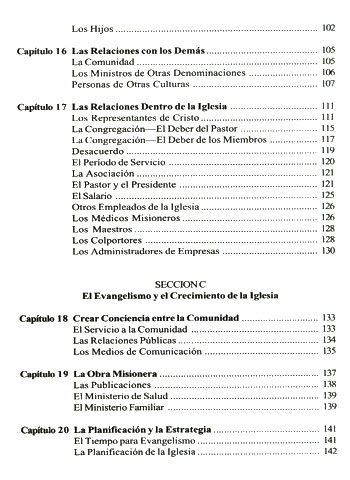 Los Hijos ........ 102
Capítulo 16 Las Relaciones con los Demás ........ 105
La Comunidad ........ 105
Los Ministros de Otras Denominaciones ........ 106
Personas de Otras Culturas ........ 107
Capítulo 17 Las Relaciones Dentro de la Iglesia ........ 111
Los Representantes de Cristo ........ 111
La Congregación—El Deber del Pastor ........ 115
La Congregación—El Deber de los Miembros ........ 117
Desacuerdo ........ 119
El Período de Servicio ........ 120
La Asociación ........ 121
El Pastor y el Presidente ........ 121
El Salario ........ 125
Otros Empleados de la Iglesia ........ 126
Los Médicos Misioneros ........ 126
Los Maestros ........ 128
Los Colportores ........ 128
Los Administradores de Empresas ........ 130
SECCION C
El Evangelismo y el Crecimiento de la Iglesia
Capítulo 18 Crear Conciencia entre la Comunidad ........ 133
El Servicio a la Comunidad ........ 133
Las Relaciones Públicas ........ 134
Los Medios de Comunicación ........ 135
Capítulo 19 La Obra Misionera ........ 137
Las Publicaciones ........ 138
El Ministerio de Salud ........ 139
El Ministerio Familiar ........ 139
Capítulo 20 La Planificación y la Estrategia ........ 141
El Tiempo para Evangelismo ........ 141
La Planificación de la Iglesia ........ 142